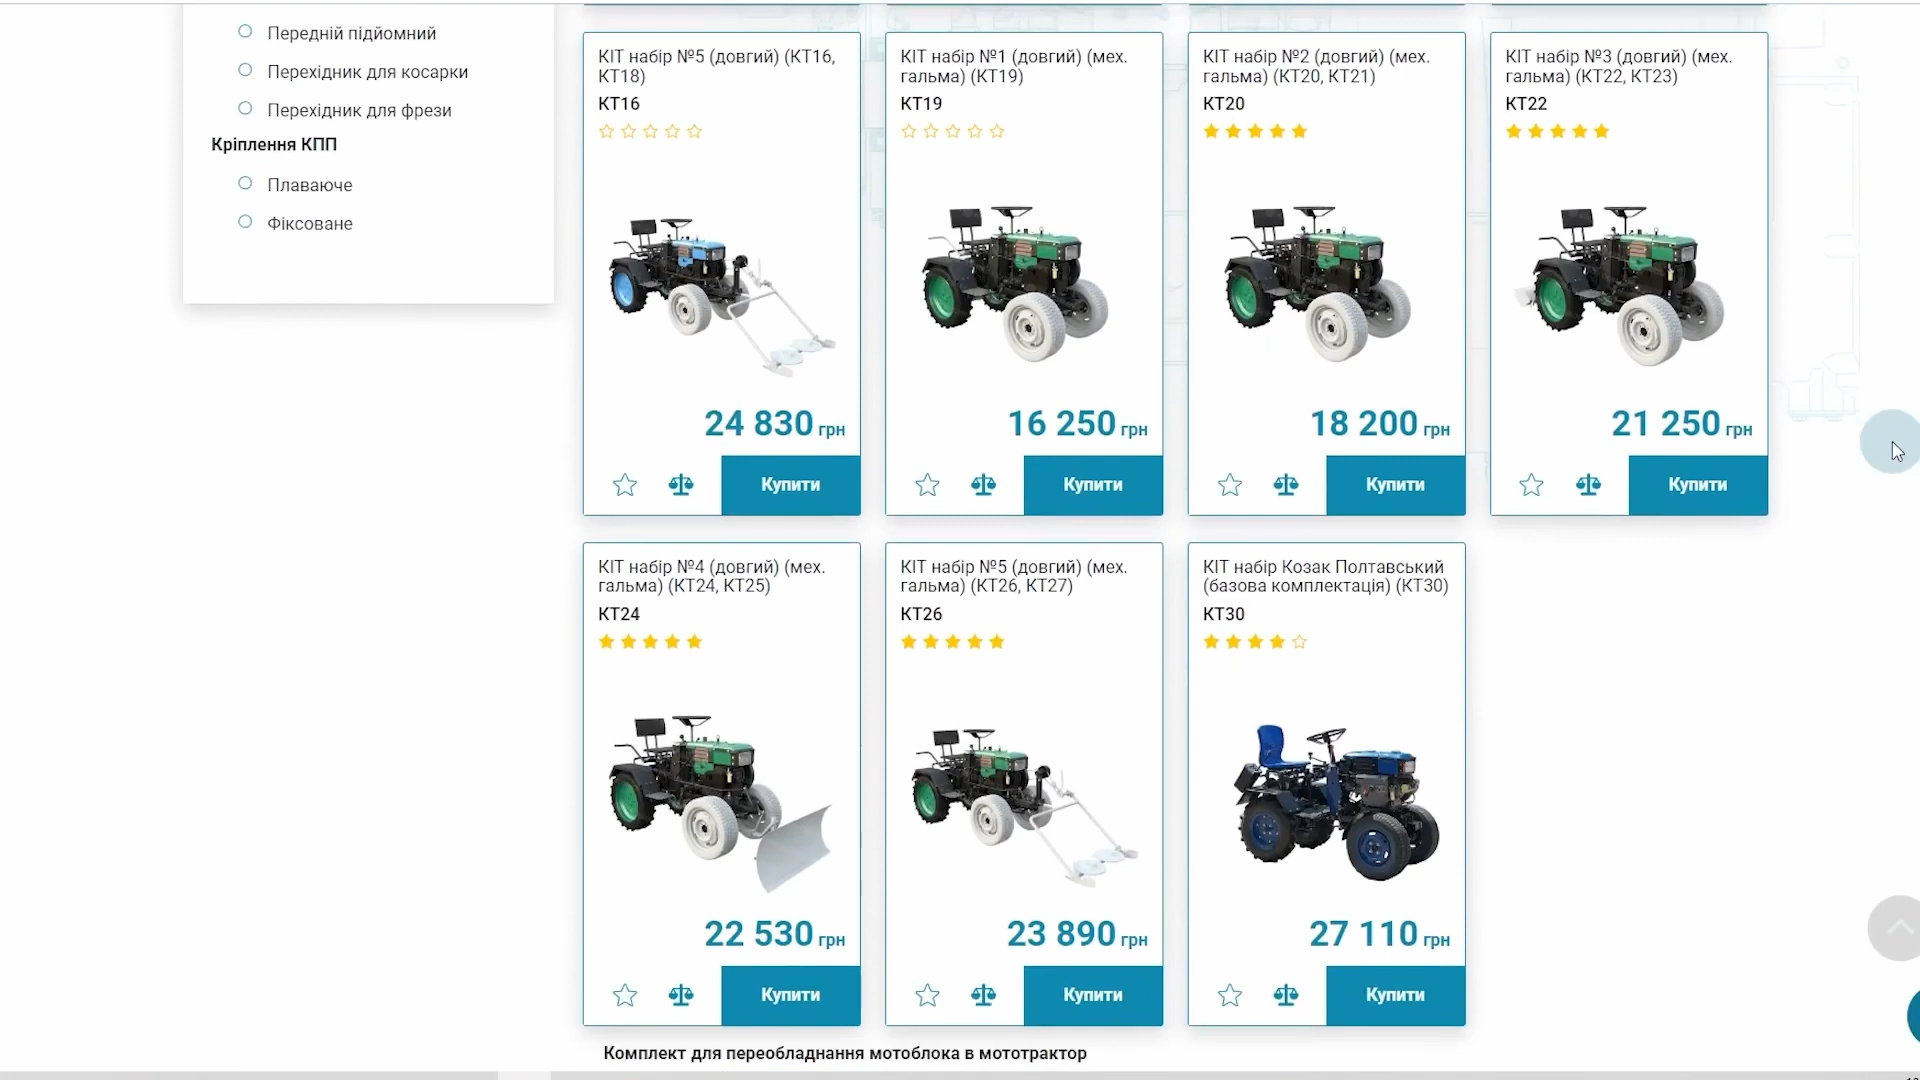 Передній підйомний
Перехідник для косарки
Перехідник для фрези
Кріплення КПП
Плаваюче
Фіксоване
КІТ набір №5 (довгий) (КТ16,
КТ18)
КТ16
24 830 грн
Купити
КІТ набір №1 (довгий) (мех.
гальма) (КТ19)
КТ19
16 250 грн
Купити
КІТ набір №2 (довгий) (мех.
гальма) (КТ20, КТ21)
КТ20
18 200 грн
Купити
КІТ набір №3 (довгий) (мех.
гальма) (КТ22, КТ23)
КТ22
21 250 грн
Купити
КІТ набір №4 (довгий) (мех.
гальма) (КТ24, КТ25)
КТ24
22 530 грн
Купити
КІТ набір №5 (довгий) (мех.
гальма) (КТ26, КТ27)
КТ26
23 890 грн
Купити
КІТ набір Козак Полтавський
(базова комплектація) (КТ30)
КТ30
27 110 грн
Купити
Комплект для переобладнання мотоблока в мототрактор